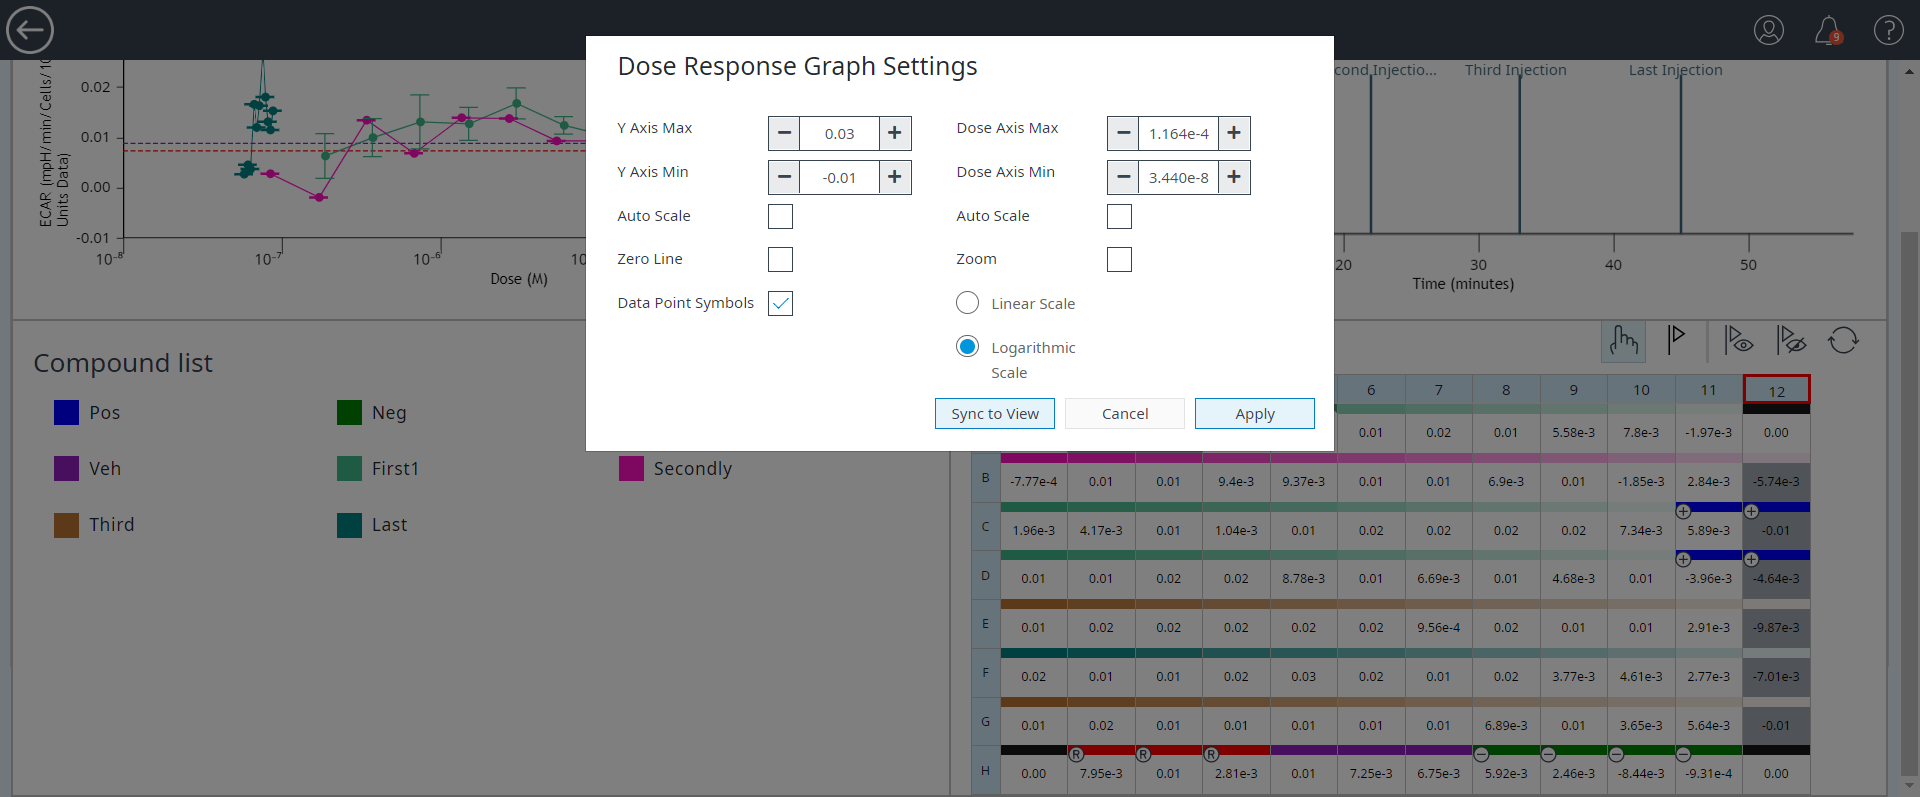 9
Dose Response Graph Settings
Y Axis Max
0.03
Dose Axis Max
1.164e-4
Y Axis Min
-0.01
Dose Axis Min
3.440e-8
Auto Scale
Auto Scale
Zero Line
Zoom
Data Point Symbols
Linear Scale
Logarithmic
Scale
Sync to View
Cancel
Apply
ECAR (mpH/min/Cells/10
Units Data)
0.02
0.01
0.00
-0.01
10⁻⁸
10⁻⁷
10⁻⁶
10
Dose (M)
cond Injectio...
Third Injection
Last Injection
20
30
40
50
Time (minutes)
Compound list
Pos
Neg
Veh
First1
Secondly
Third
Last
6 7 8 9 10 11 12
0.01 0.02 0.01 5.58e-3 7.8e-3 -1.97e-3 0.00
B -7.77e-4 0.01 0.01 9.4e-3 9.37e-3 0.01 0.01 6.9e-3 0.01 -1.85e-3 2.84e-3 -5.74e-3
C 1.96e-3 4.17e-3 0.01 1.04e-3 0.01 0.02 0.02 0.02 0.02 7.34e-3 5.89e-3 -0.01
D 0.01 0.01 0.02 0.02 8.78e-3 0.01 6.69e-3 0.01 4.68e-3 0.01 -3.96e-3 -4.64e-3
E 0.01 0.02 0.02 0.02 0.02 0.02 9.56e-4 0.02 0.01 0.01 2.91e-3 -9.87e-3
F 0.02 0.01 0.01 0.02 0.03 0.02 0.01 0.02 3.77e-3 4.61e-3 2.77e-3 -7.01e-3
G 0.01 0.02 0.01 0.01 0.01 0.01 0.01 6.89e-3 0.01 3.65e-3 5.64e-3 -0.01
R R R
H 0.00 7.95e-3 0.01 2.81e-3 0.01 7.25e-3 6.75e-3 5.92e-3 2.46e-3 -8.44e-3 -9.31e-4 0.00